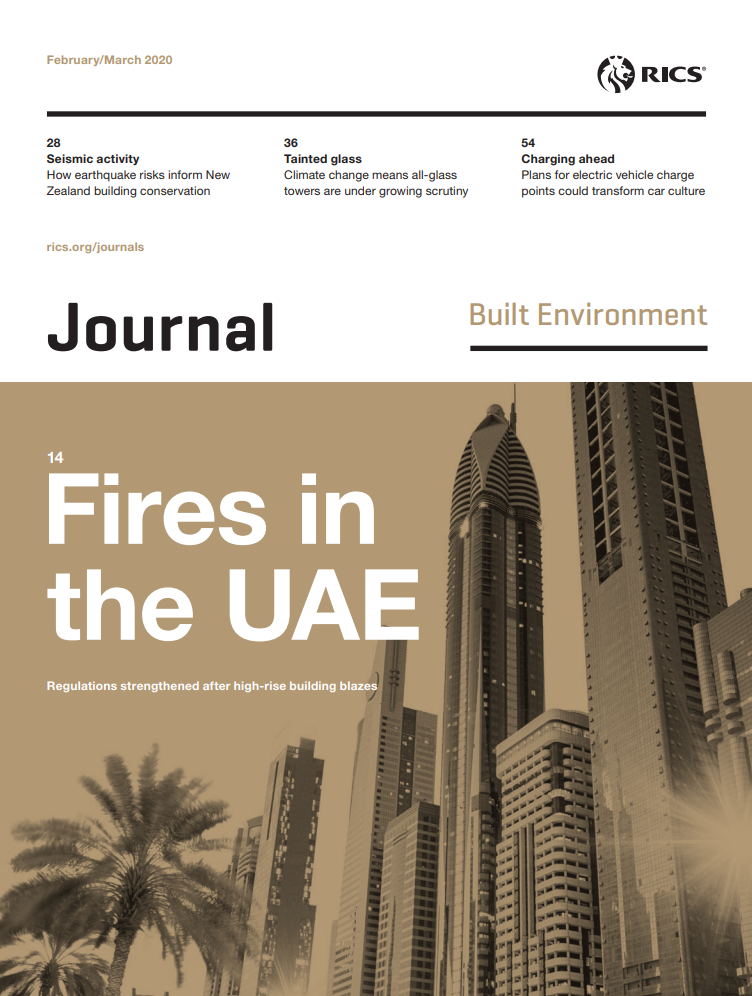 February/March 2020
RICS®
28
Seismic activity
How earthquake risks inform New
Zealand building conservation
36
Tainted glass
Climate change means all-glass
towers are under growing scrutiny
54
Charging ahead
Plans for electric vehicle charge
points could transform car culture
rics.org/journals
Journal
Built Environment
14
Fires in
the UAE
Regulations strengthened after high-rise building blazes